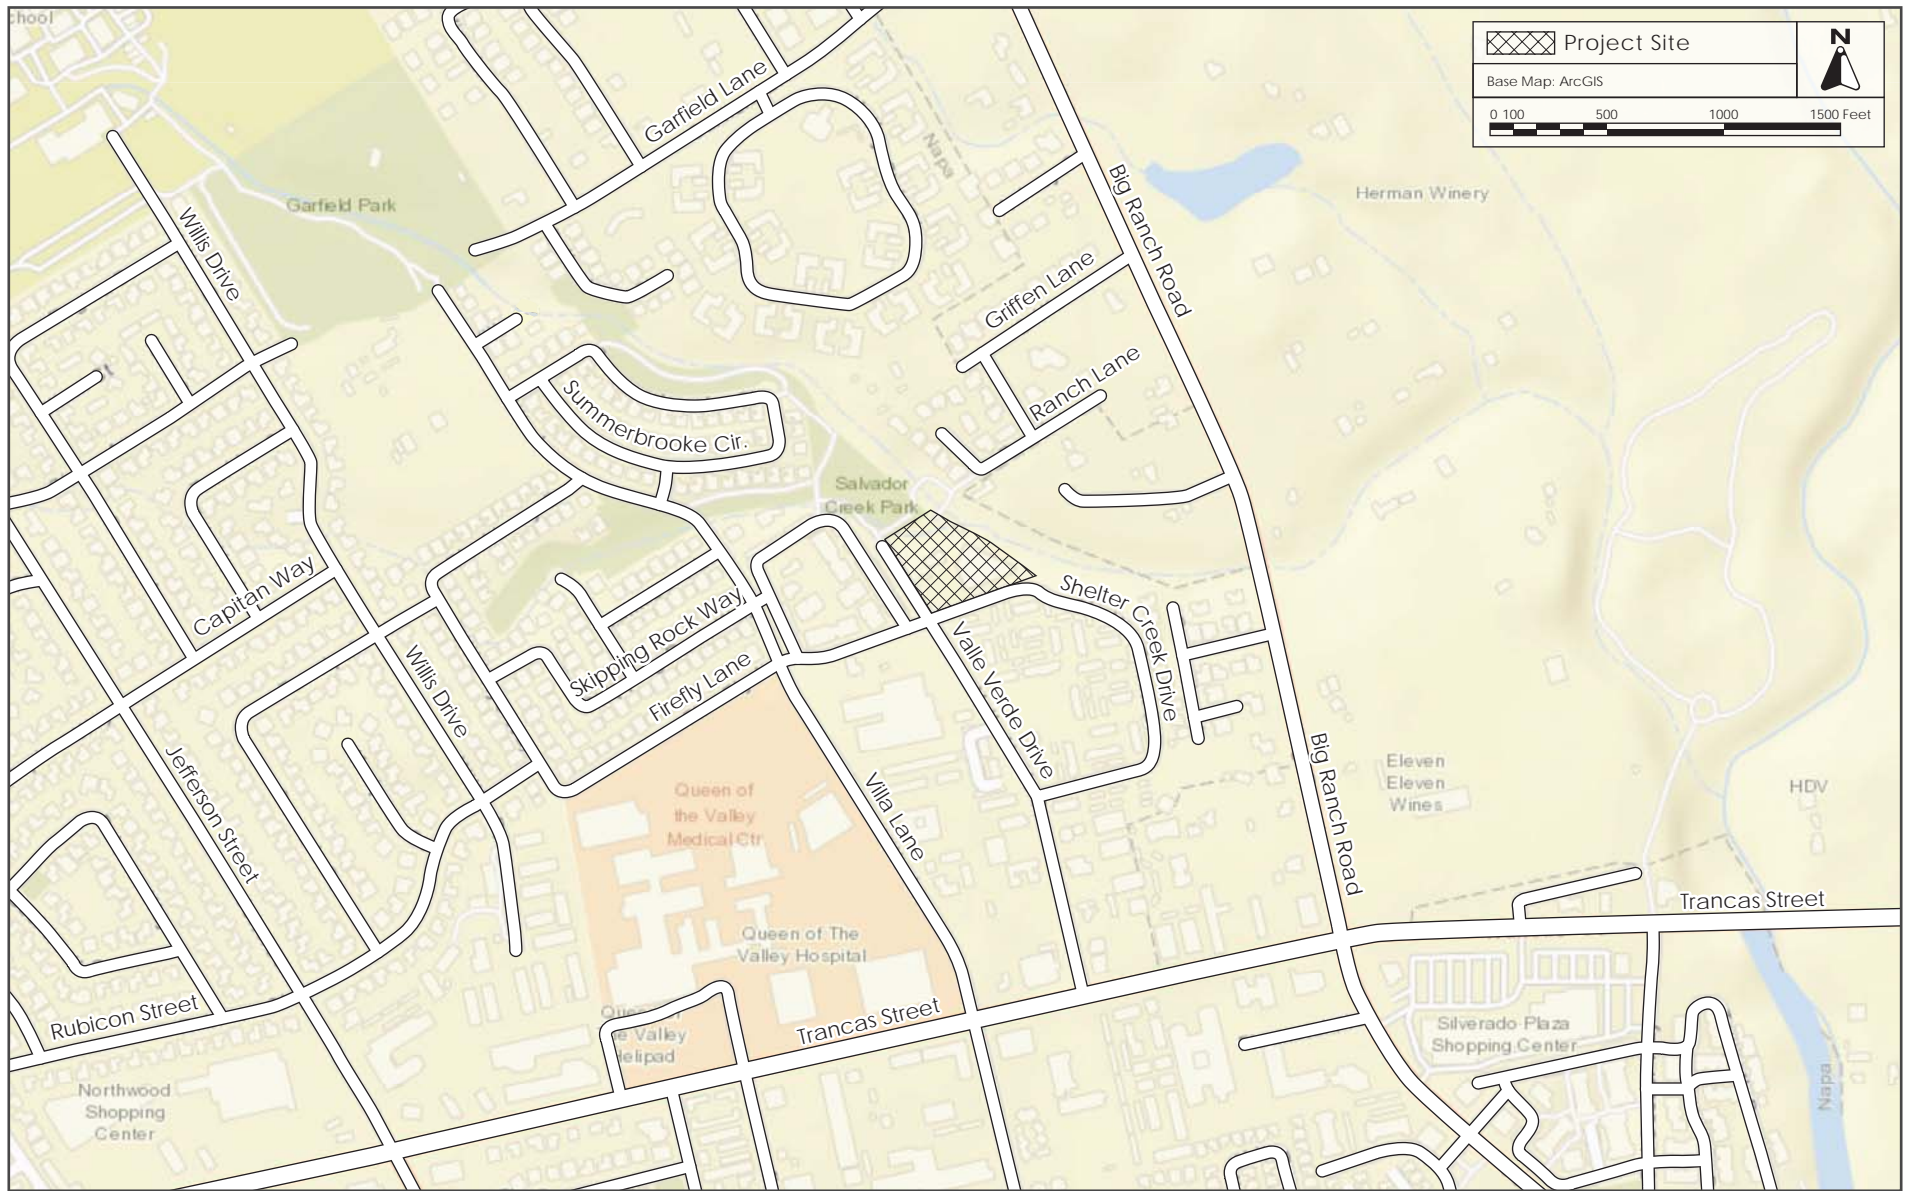 chool
Project Site
N
Base Map: ArcGIS
0 100 500 1000 1500 Feet
Garfield Lane
Napa
Big Ranch Road
Herman Winery
Garfield Park
Willis Drive
Griffen Lane
Ranch Lane
Summerbrooke Cir.
Salvador
Creek Park
Capitan Way
Shelter Creek Drive
Skipping Rock Way
Valle Verde Drive
Willis Drive
Firefly Lane
Jefferson Street
Villa Lane
Big Ranch Road
Queen of
the Valley
Medical Ctr
Eleven
Eleven
Wines
HDV
Trancas Street
Queen of The
Valley Hospital
Rubicon Street
Trancas Street
e Valley
elipad
Silverado Plaza
Shopping Center
Northwood
Shopping
Center
Napa